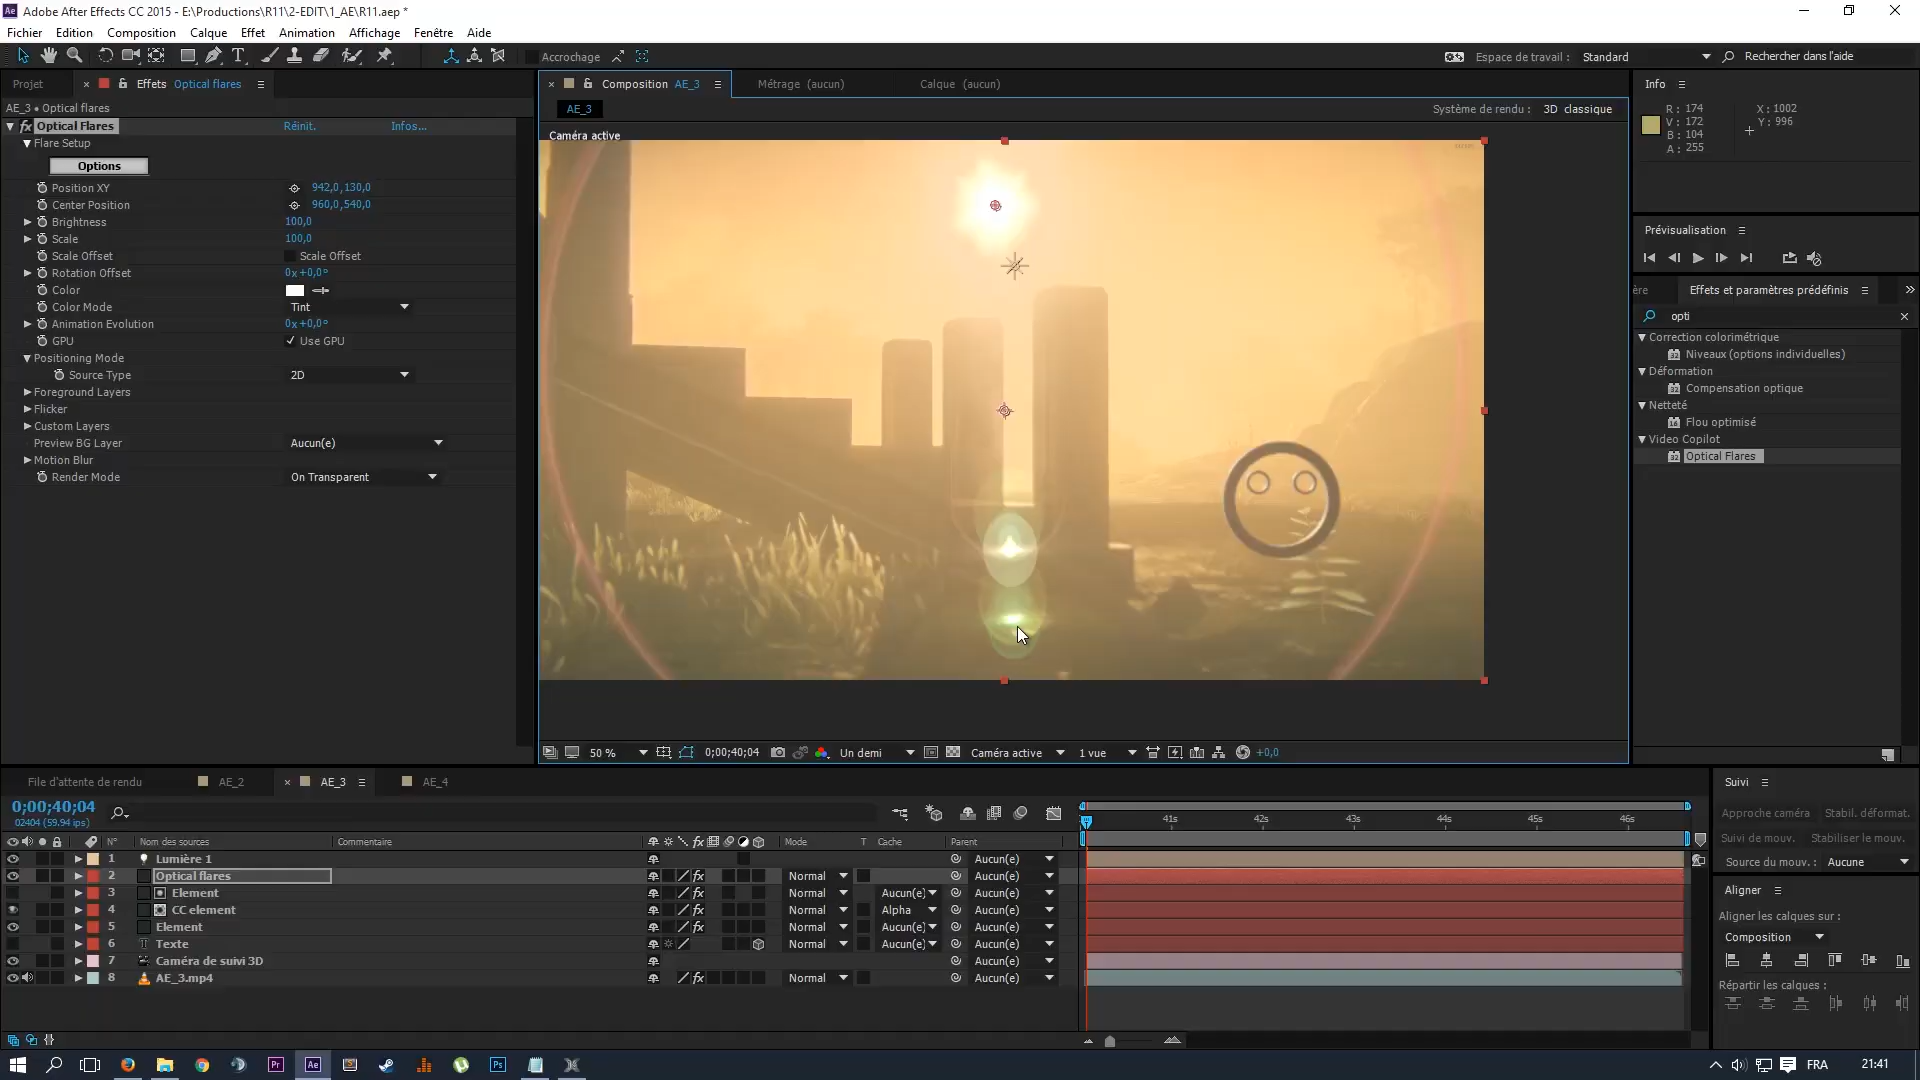 Adobe After Effects CC 2015 - E:\Productions\R11\2-EDIT\1_AE\R11.aep *
Fichier Edition Composition Calque Effet Animation Affichage Fenêtre Aide
Accrochage
Espace de travail : Standard
Rechercher dans l'aide
Projet
Effets Optical flares
AE_3 • Optical flares
fx Optical Flares Réinit. Infos...
Flare Setup
Options
Position XY 942,0,130,0
Center Position 960,0,540,0
Brightness 100,0
Scale 100,0
Scale Offset Scale Offset
Rotation Offset 0x+0,0°
Color
Color Mode Tint
Animation Evolution 0x+0,0°
GPU Use GPU
Positioning Mode
Source Type 2D
Foreground Layers
Flicker
Custom Layers
Preview BG Layer Aucun(e)
Motion Blur
Render Mode On Transparent
Composition AE_3
Métrage (aucun)
Calque (aucun)
AE_3
Système de rendu : 3D classique
Caméra active
50 % 0;00;40;04 Un demi Caméra active 1 vue +0,0
Info
R : 174 X : 1002
V : 172 Y : 996
B : 104
A : 255
Prévisualisation
ère Effets et paramètres prédéfinis
opti
Correction colorimétrique
Niveaux (options individuelles)
Déformation
Compensation optique
Netteté
Flou optimisé
Video Copilot
Optical Flares
File d'attente de rendu AE_2 AE_3 AE_4
0;00;40;04
02404 (59.94 ips)
41s 42s 43s 44s 45s 46s
N° Nom des sources Commentaire fx Mode T Cache Parent
1 Lumière 1 Aucun(e)
2 Optical flares fx Normal Aucun(e)
3 Element fx Normal Aucun(e) Aucun(e)
4 CC element fx Normal Alpha Aucun(e)
5 Element fx Normal Aucun(e) Aucun(e)
6 T Texte Normal Aucun(e) Aucun(e)
7 Caméra de suivi 3D Aucun(e)
8 AE_3.mp4 fx Normal Aucun(e)
Suivi
Approche caméra Stabil. déformat.
Suivi de mouv. Stabiliser le mouv.
Source du mouv. : Aucune
Aligner
Aligner les calques sur :
Composition
Répartir les calques :
Pr Ae Ps
FRA 21:41